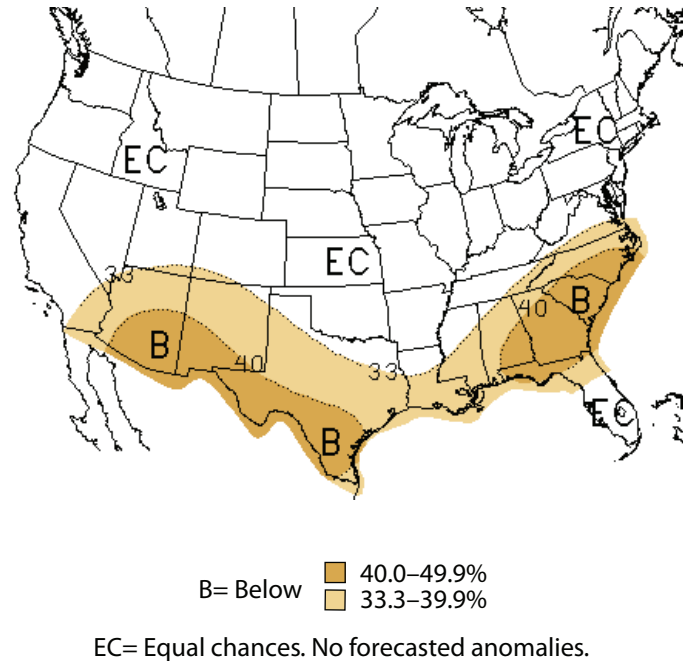 EC
EC
EC
33
40
B
B
40
33
B
EC
B= Below
40.0–49.9%
33.3–39.9%
EC= Equal chances. No forecasted anomalies.